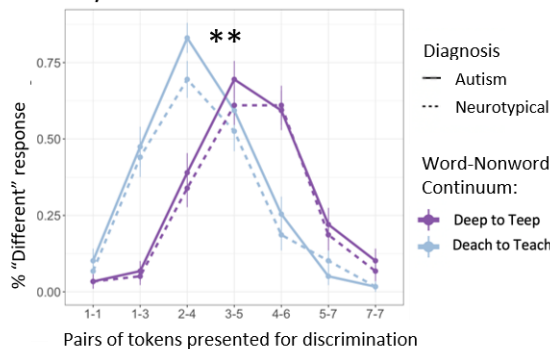 **
% “Different” response
0.75
0.50
0.25
0.00
1-1 1-3 2-4 3-5 4-6 5-7 7-7
Pairs of tokens presented for discrimination
Diagnosis
Autism
Neurotypical
Word-Nonword
Continuum:
Deep to Teep
Deach to Teach